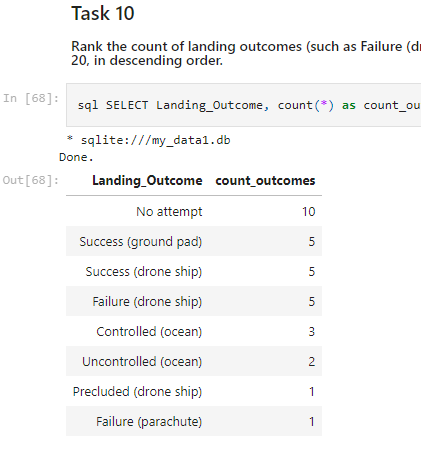 Task 10
Rank the count of landing outcomes (such as Failure (dr
20, in descending order.
In [68]: sql SELECT Landing_Outcome, count(*) as count_ou
* sqlite:///my_data1.db
Done.
Out[68]: Landing_Outcome count_outcomes
No attempt 10
Success (ground pad) 5
Success (drone ship) 5
Failure (drone ship) 5
Controlled (ocean) 3
Uncontrolled (ocean) 2
Precluded (drone ship) 1
Failure (parachute) 1